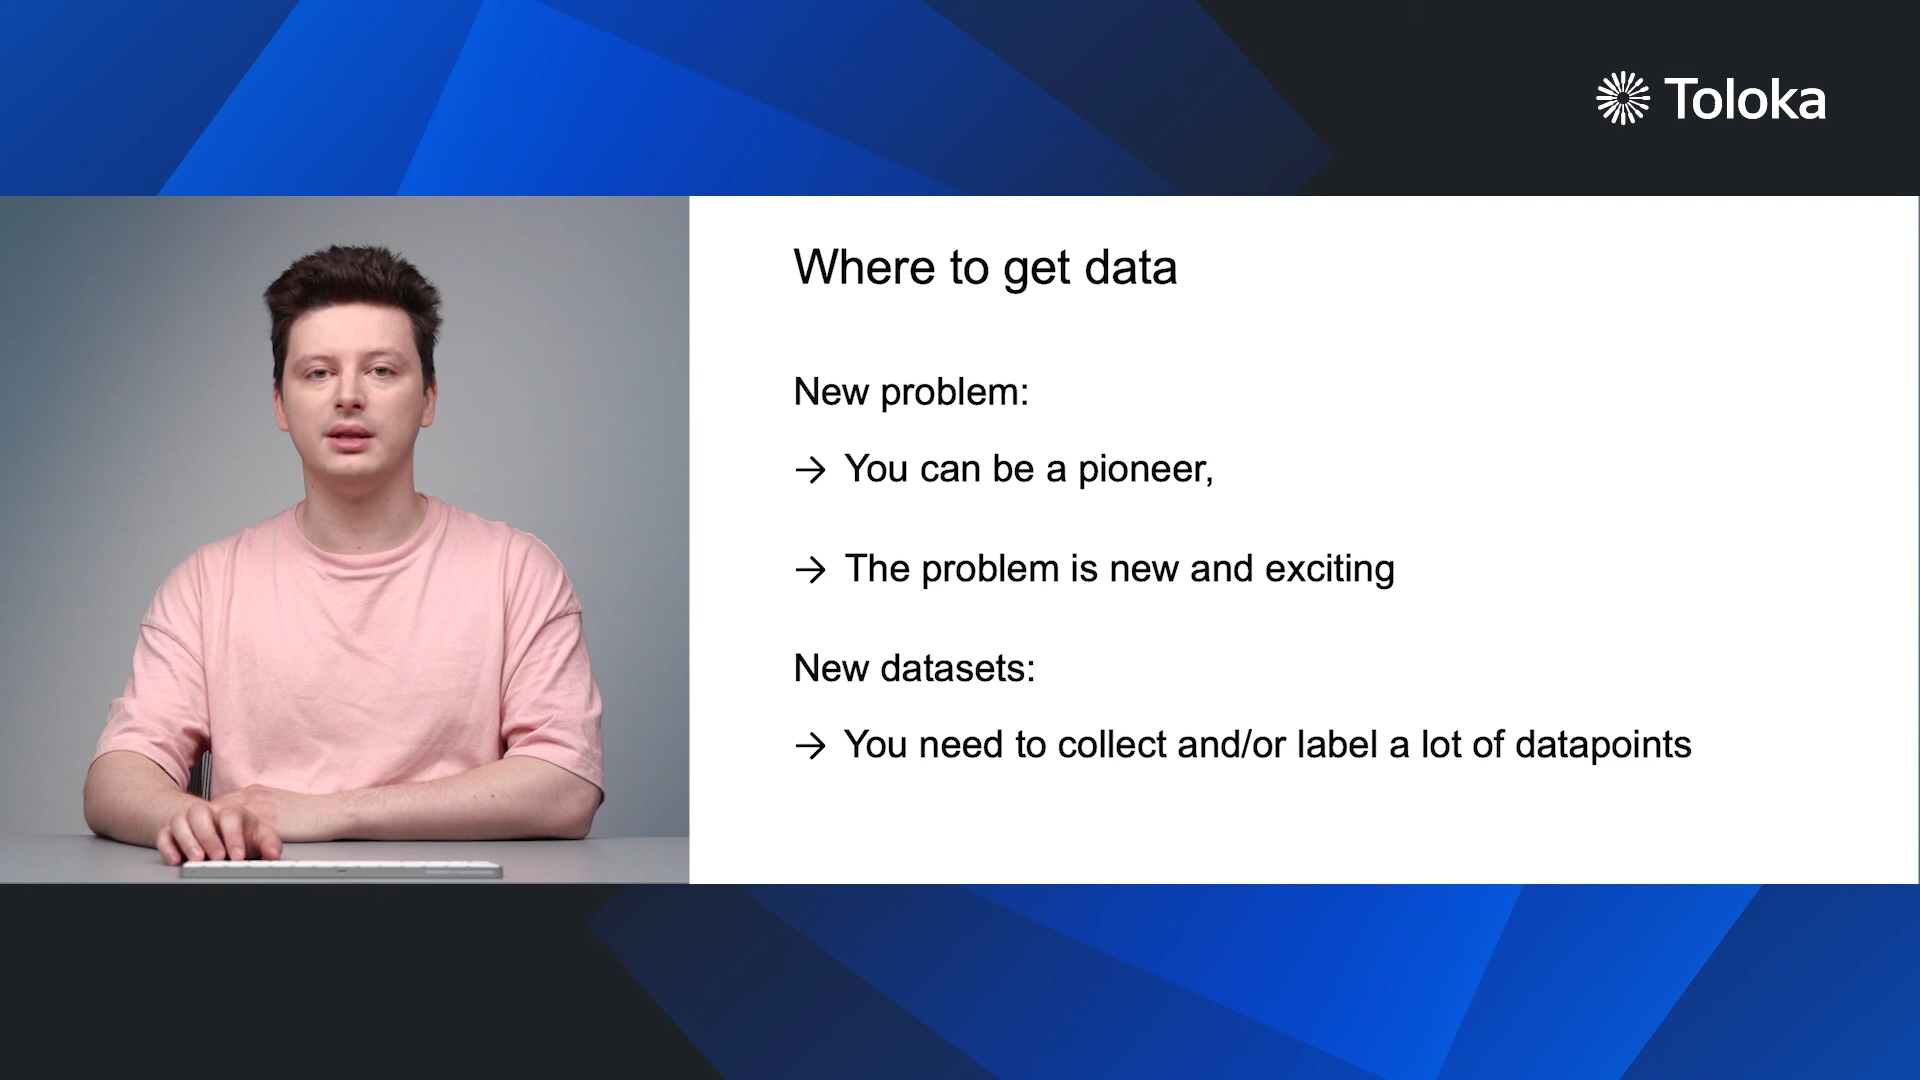 Toloka
Where to get data
New problem:
→ You can be a pioneer,
→ The problem is new and exciting
New datasets:
→ You need to collect and/or label a lot of datapoints